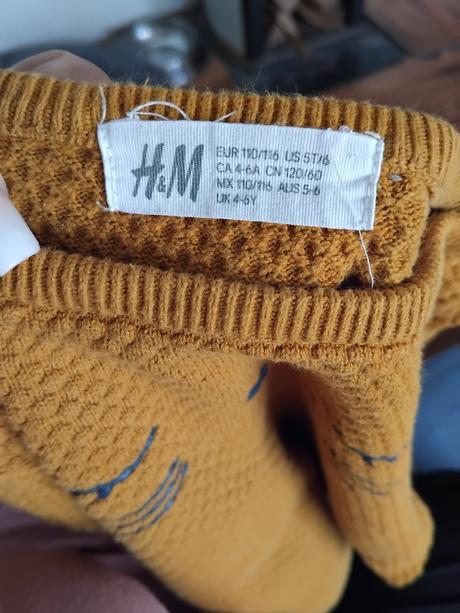 H&M
EUR 110/116 US 5T/6
CA 4-6A CN 120/60
MX 110/116 AUS 5-6
UK 4-6Y